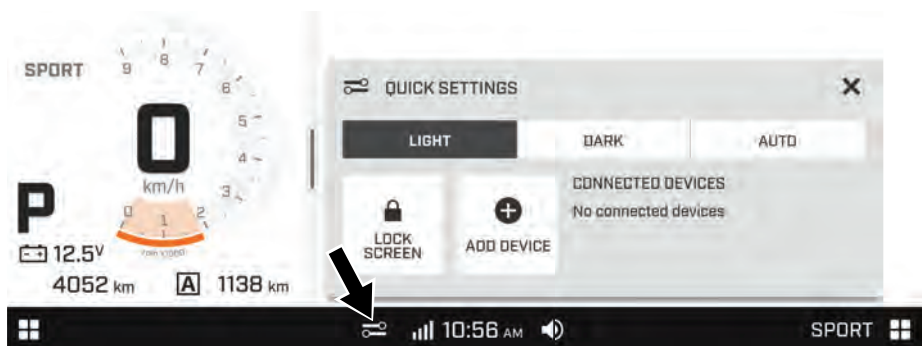 SPORT
9 8 7 6 5 4 3 2 1 0
0
km/h
P
12.5V
4052 km A 1138 km
QUICK SETTINGS
LIGHT DARK AUTO
LOCK SCREEN
ADD DEVICE
CONNECTED DEVICES
No connected devices
10:56 AM
SPORT